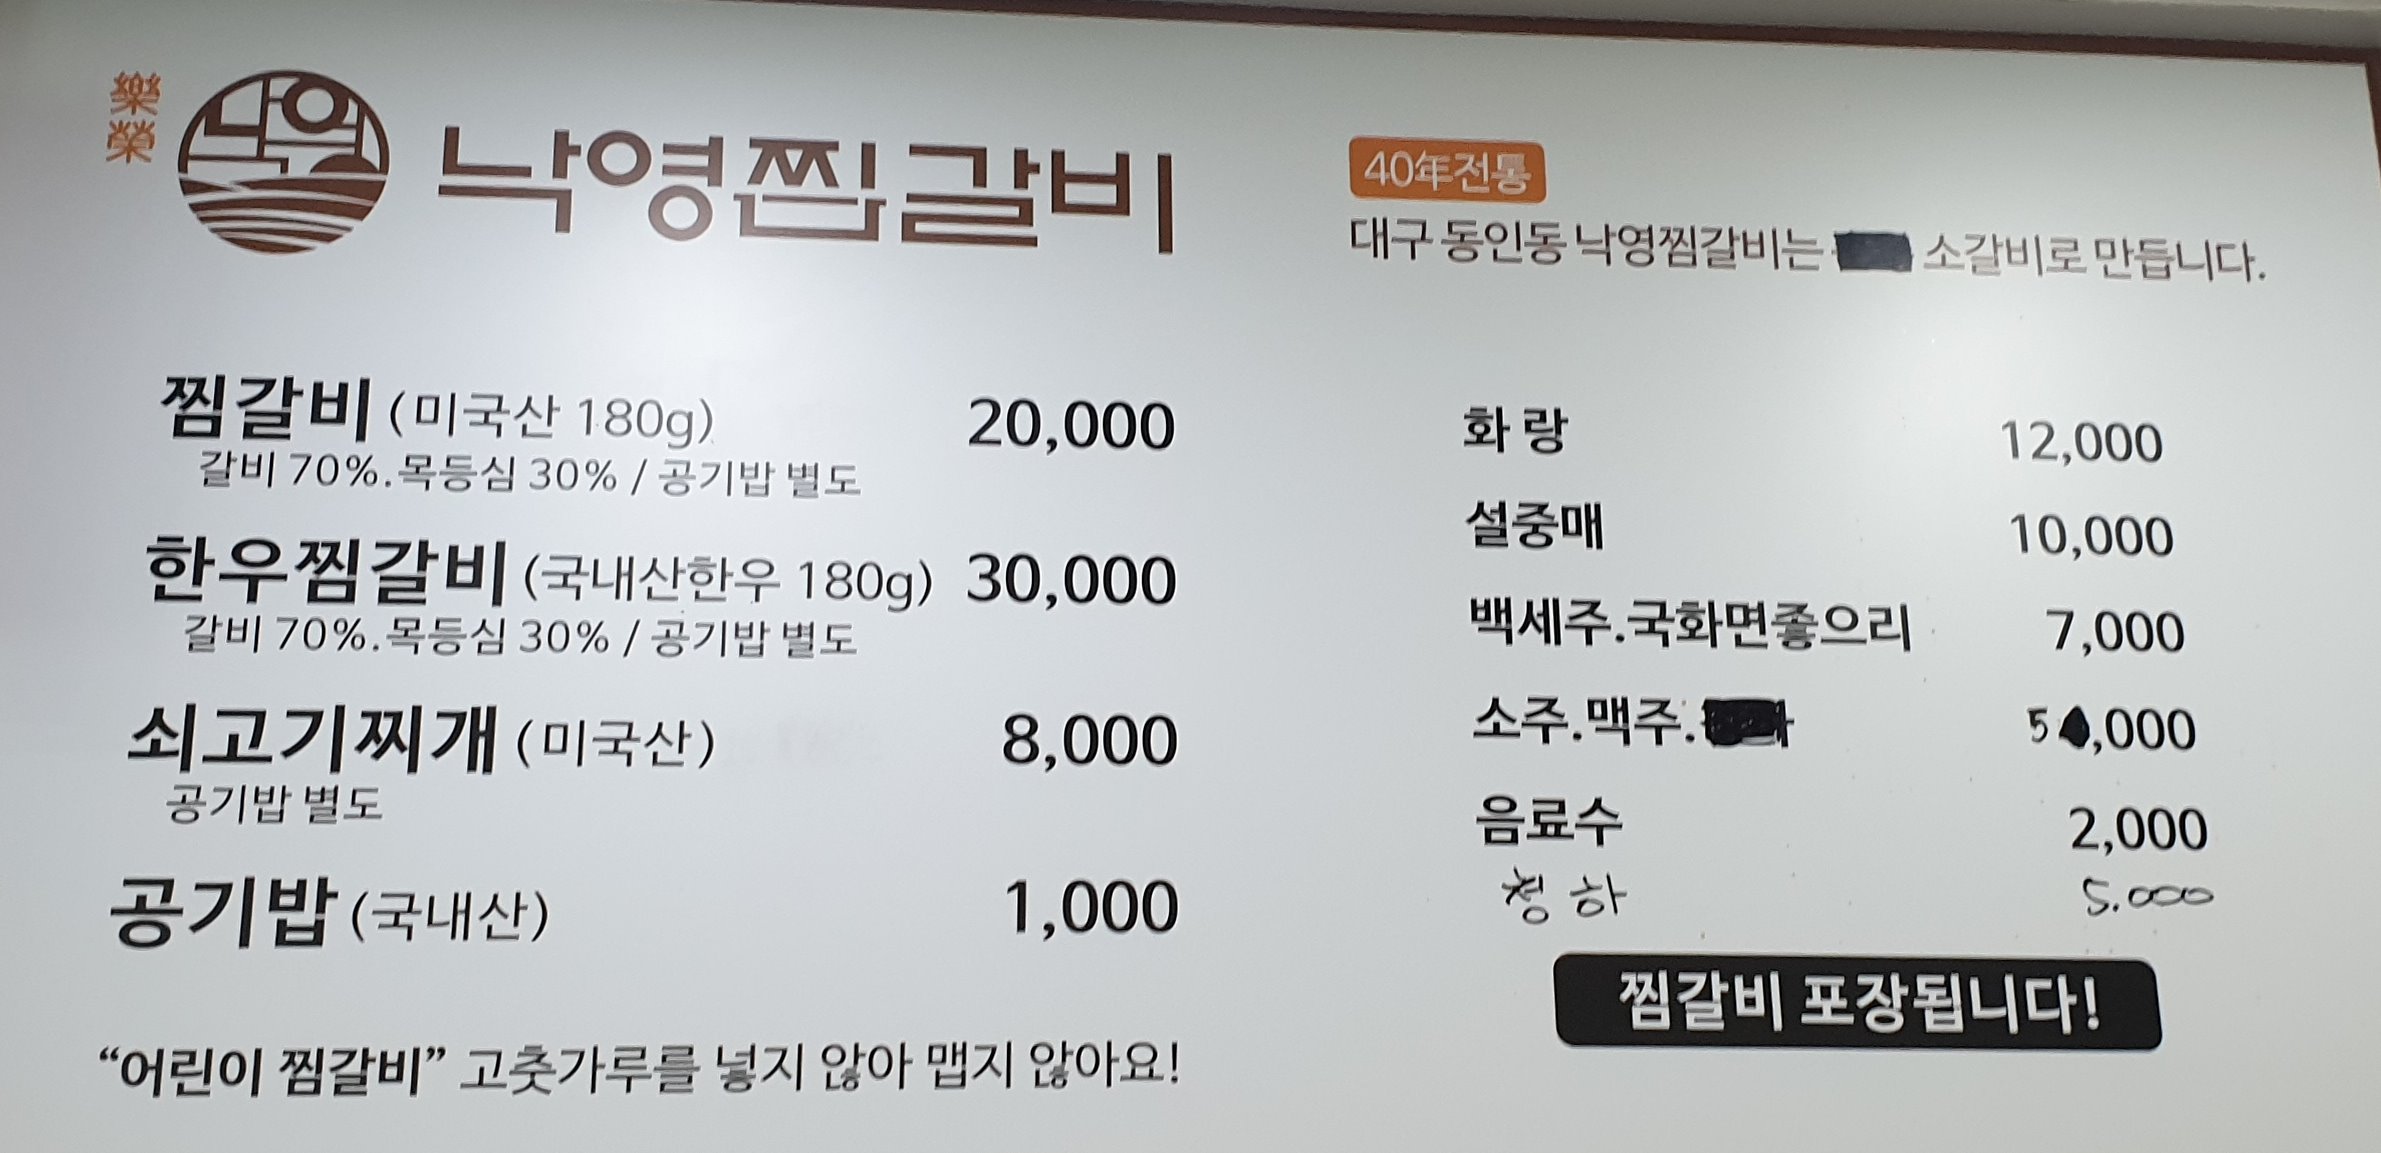 樂
榮
낙영
낙영찜갈비
찜갈비 (미국산 180g) 20,000
갈비 70%.목등심 30% / 공기밥 별도
한우찜갈비 (국내산한우 180g) 30,000
갈비 70%.목등심 30% / 공기밥 별도
쇠고기찌개 (미국산) 8,000
공기밥 별도
공기밥 (국내산) 1,000
“어린이 찜갈비” 고춧가루를 넣지 않아 맵지 않아요!
40年전통
대구 동인동 낙영찜갈비는 소갈비로 만듭니다.
화랑 12,000
설중매 10,000
백세주.국화면좋으리 7,000
소주.맥주. 5,000
음료수 2,000
청하 5.000
찜갈비 포장됩니다!